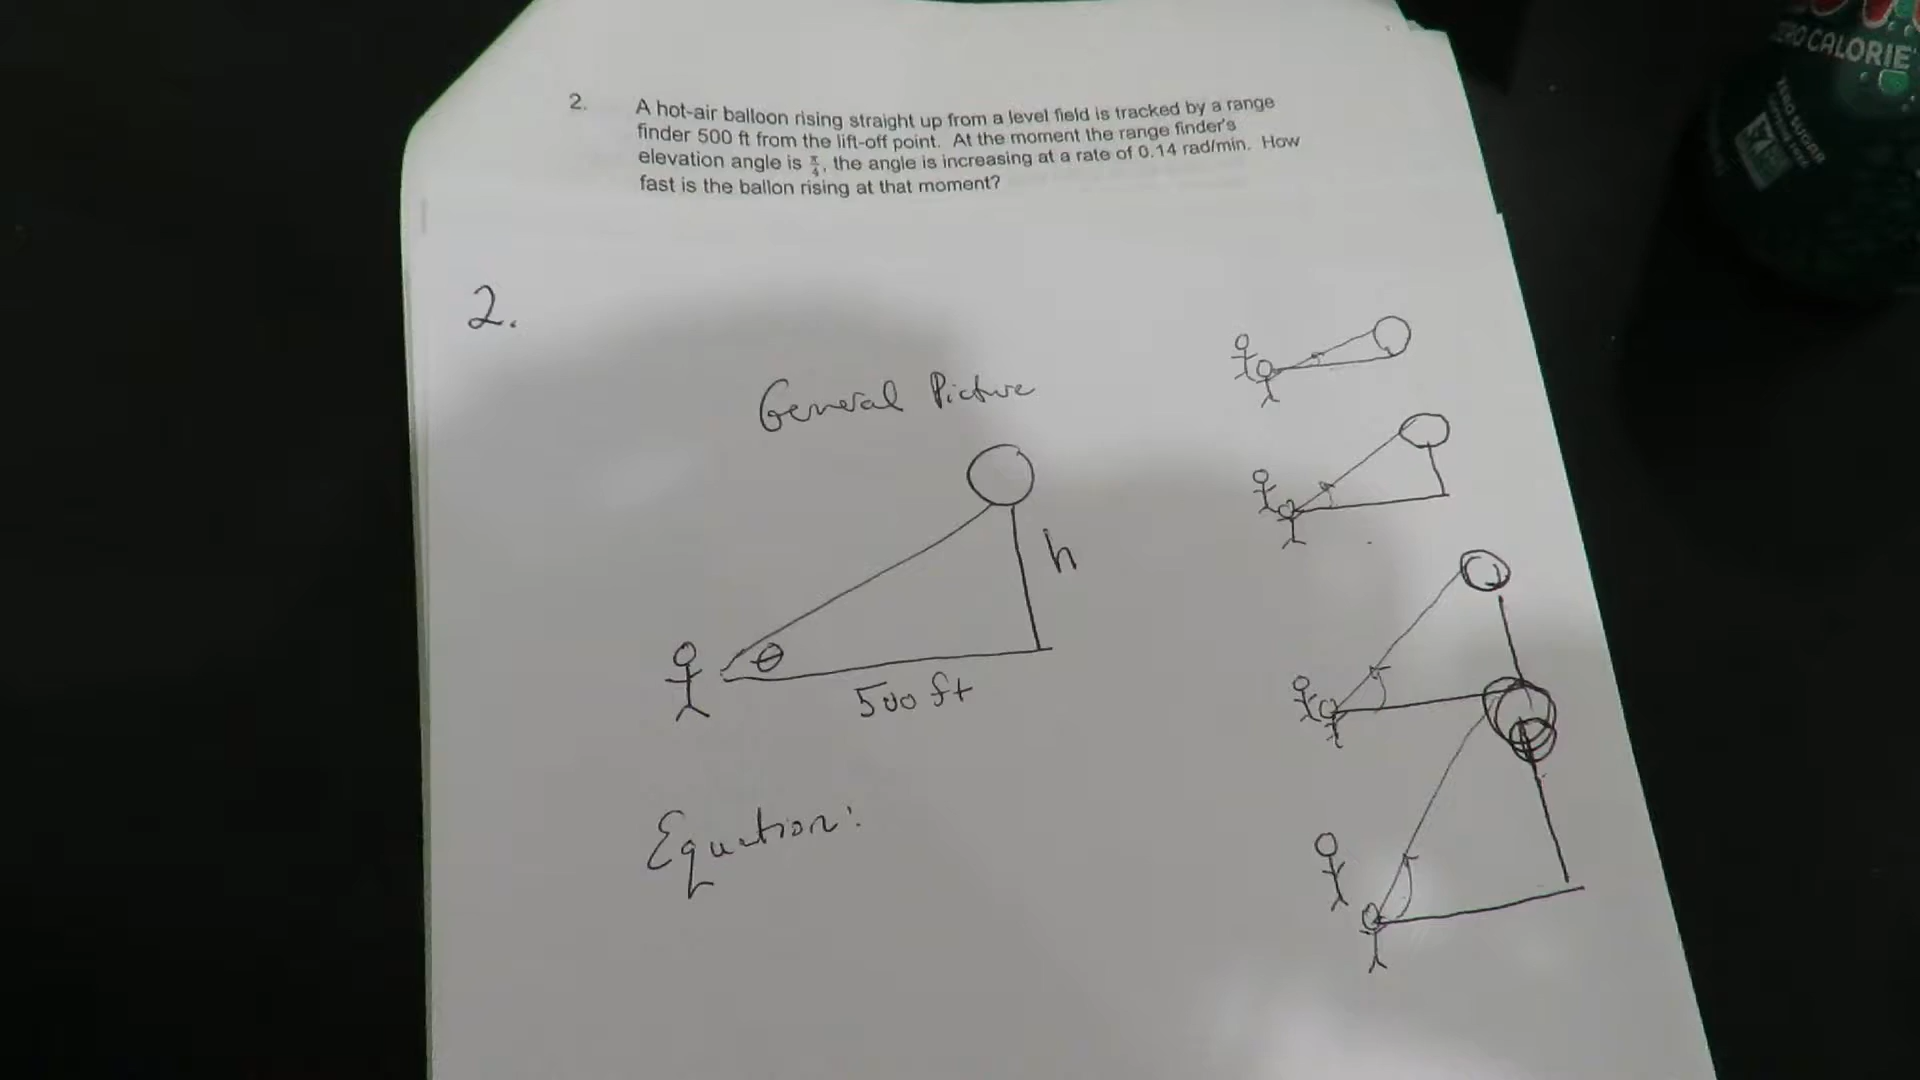 2. A hot-air balloon rising straight up from a level field is tracked by a range
finder 500 ft from the lift-off point. At the moment the range finder's
elevation angle is π/4, the angle is increasing at a rate of 0.14 rad/min. How
fast is the ballon rising at that moment?
2.
General Picture
h
θ
500 ft
Equation:
CALORIE
ZERO SUGAR